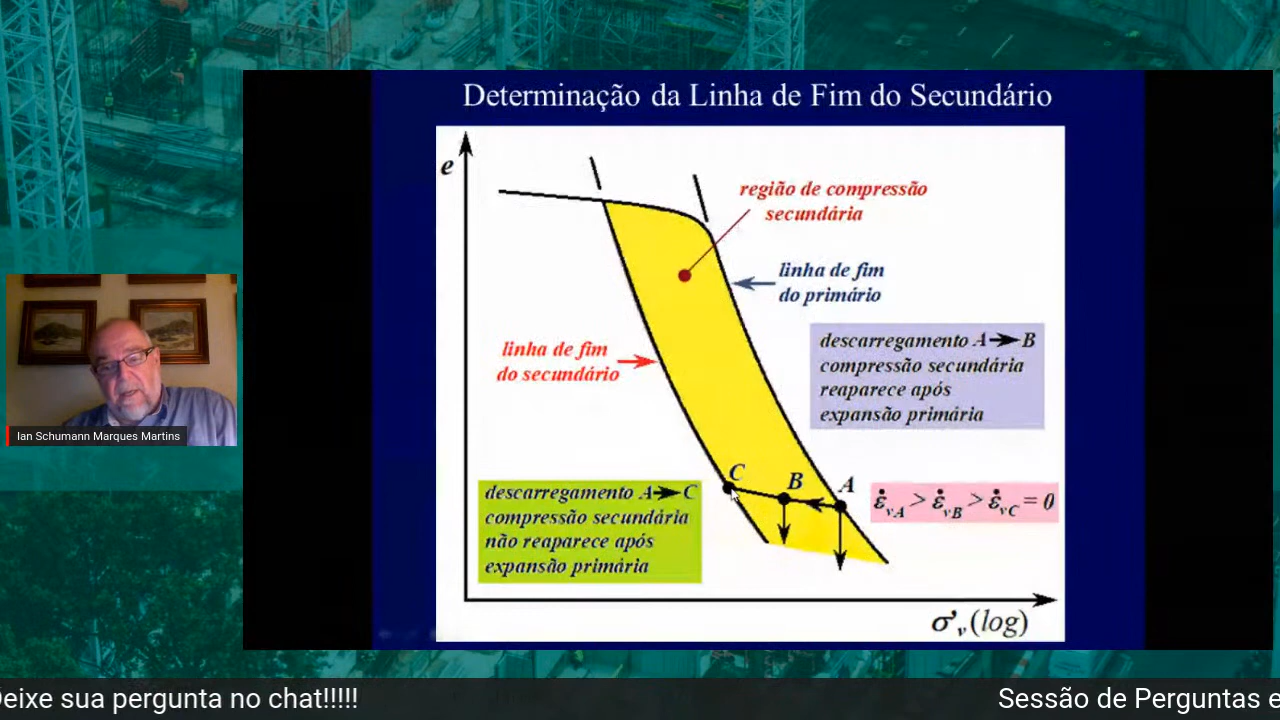 Determinação da Linha de Fim do Secundário
e
região de compressão
secundária
linha de fim
do primário
linha de fim
do secundário
descarregamento A→B
compressão secundária
reaparece após
expansão primária
C
B
A
descarregamento A→C
compressão secundária
não reaparece após
expansão primária
ε̇vA > ε̇vB > ε̇vC = 0
σ'v (log)
Ian Schumann Marques Martins
eixe sua pergunta no chat!!!!!
Sessão de Perguntas e